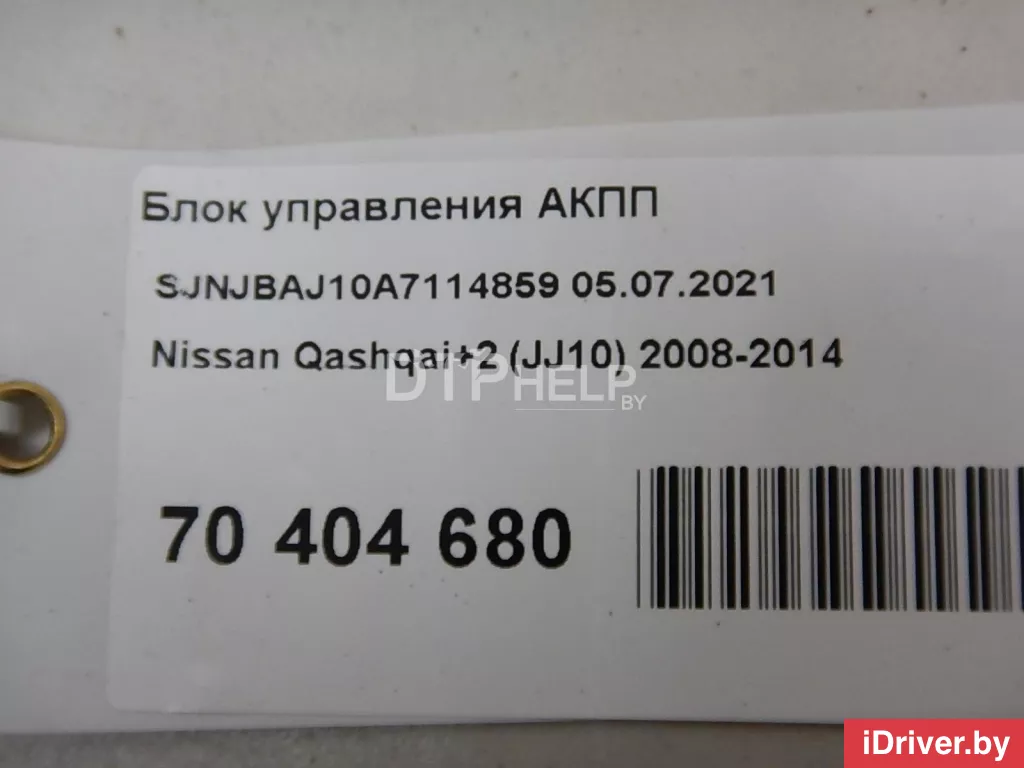 Блок управления АКПП
SJNJBAJ10A7114859 05.07.2021
Nissan Qashqai+2 (JJ10) 2008-2014
DTPHELP
BY
70 404 680
iDriver.by